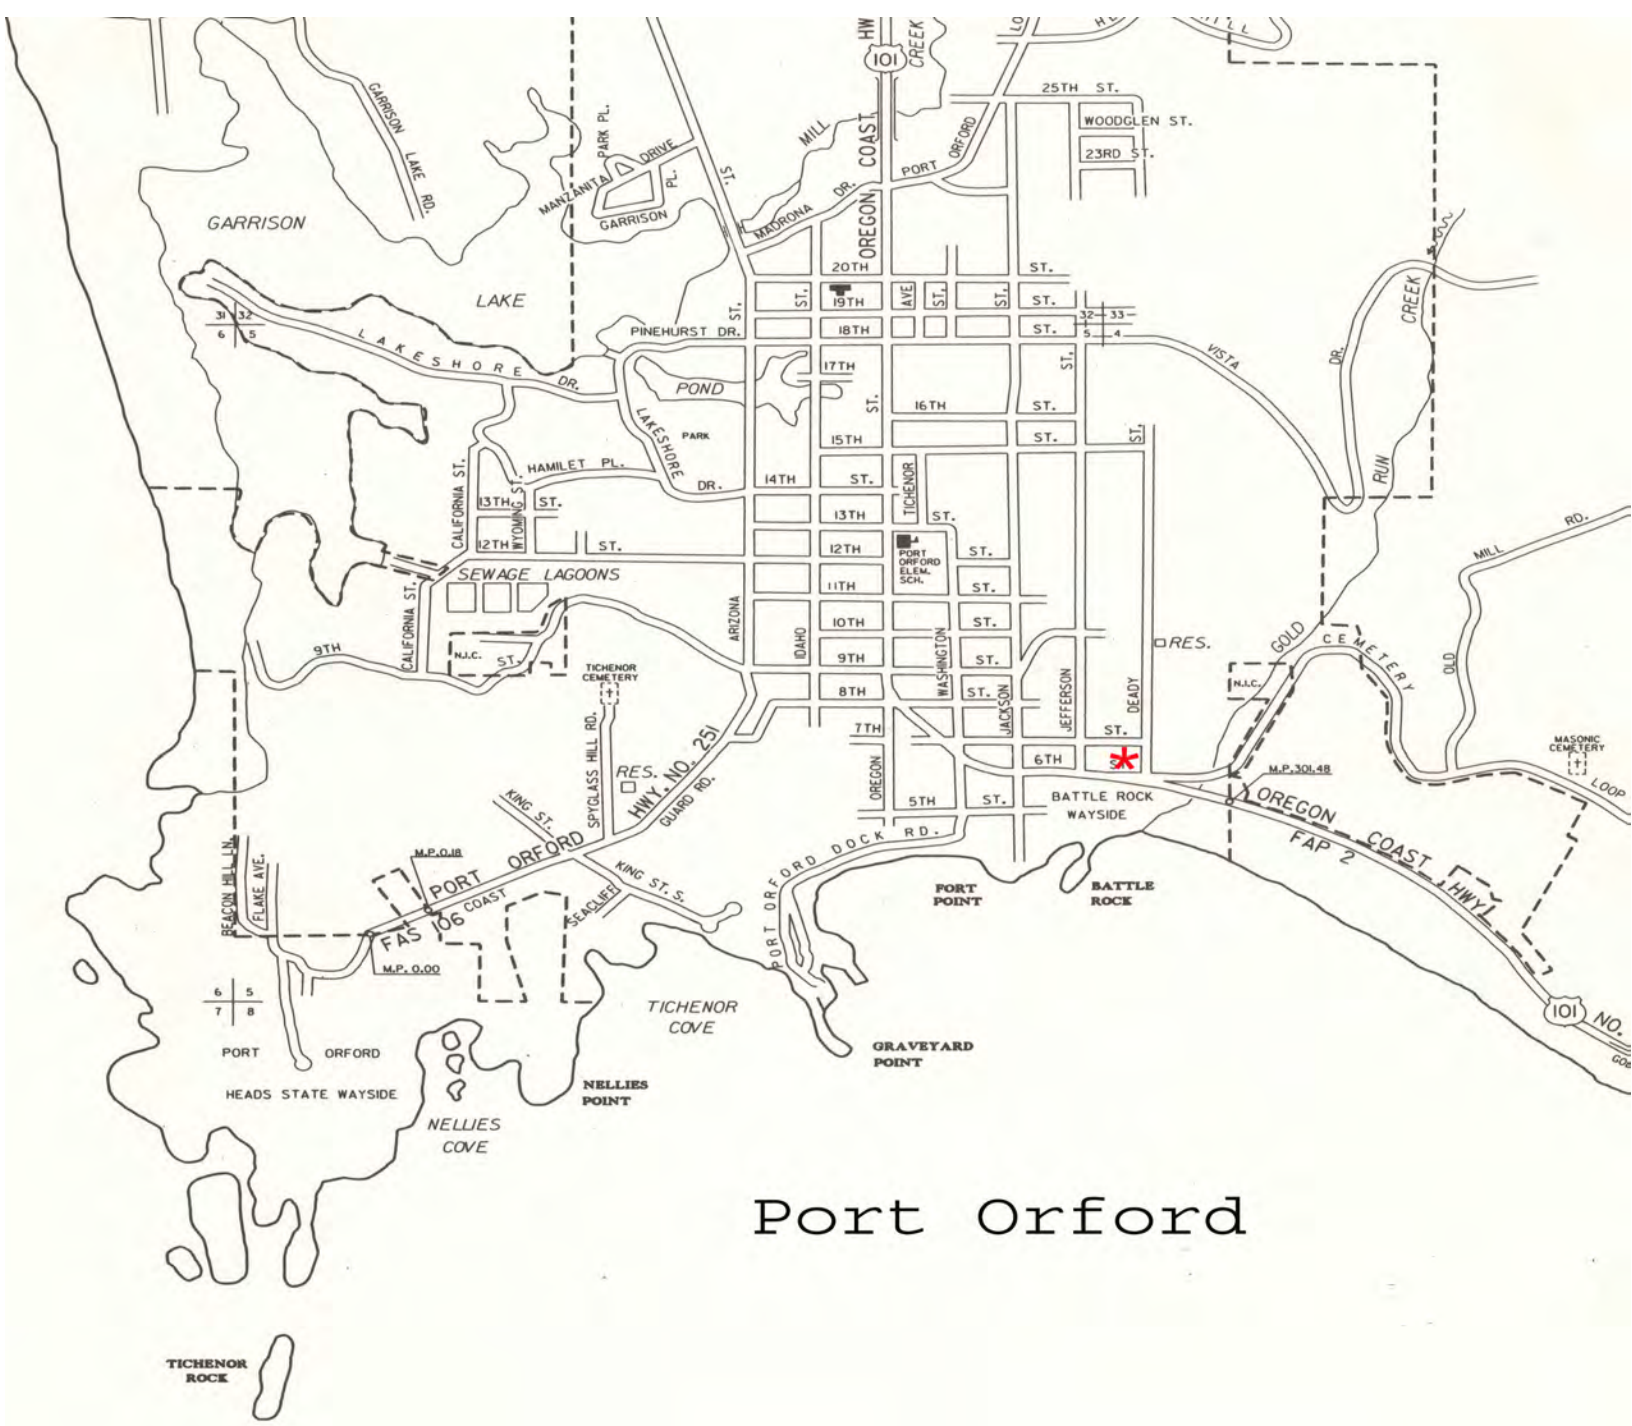 HW
101
CREEK
LO
25TH ST.
WOODGLEN ST.
23RD ST.
GARRISON LAKE RD.
PARK PL.
MANZANITA DRIVE
PL.
GARRISON
ST.
MILL
PORT ORFORD
MADRONA DR.
OREGON COAST
GARRISON
LAKE
20TH ST.
19TH ST.
18TH ST.
ST.
AVE
ST.
ST.
ST.
PINEHURST DR.
31 32
6 5
32 33
5 4
LAKESHORE DR.
VISTA
DR.
CREEK
17TH
POND
PARK
LAKESHORE
DR.
ST.
16TH ST.
15TH ST.
ST.
ST.
HAMILET PL.
14TH ST.
TICHENOR
RUN
CALIFORNIA ST.
WYOMING ST.
13TH ST.
13TH ST.
12TH ST.
12TH ST.
PORT
ORFORD
ELEM.
SCH.
MILL RD.
OLD
SEWAGE LAGOONS
11TH ST.
10TH ST.
CALIFORNIA ST.
ARIZONA
IDAHO
WASHINGTON
JACKSON
JEFFERSON
DEADY
9TH ST.
N.I.C.
9TH ST.
8TH ST.
RES.
GOLD
CEMETERY
LOOP
N.I.C.
TICHENOR
CEMETERY
SPYGLASS HILL RD.
RES.
HWY. NO. 251
GUARD RD.
7TH ST.
OREGON
6TH ST.
5TH ST.
BATTLE ROCK
WAYSIDE
M.P.301.48
MASONIC
CEMETERY
OREGON COAST HWY.
FAP 2
101
NO.
KING ST.
M.P.0.18
PORT ORFORD
COAST
FAS 106
M.P. 0.00
BEACON HILL LN.
FLAKE AVE.
KING ST. S.
SEACLIFF
PORT ORFORD DOCK RD.
PORT
POINT
BATTLE
ROCK
6 5
7 8
PORT ORFORD
HEADS STATE WAYSIDE
TICHENOR
COVE
GRAVEYARD
POINT
NELLIES
POINT
NELLIES
COVE
Port Orford
TICHENOR
ROCK